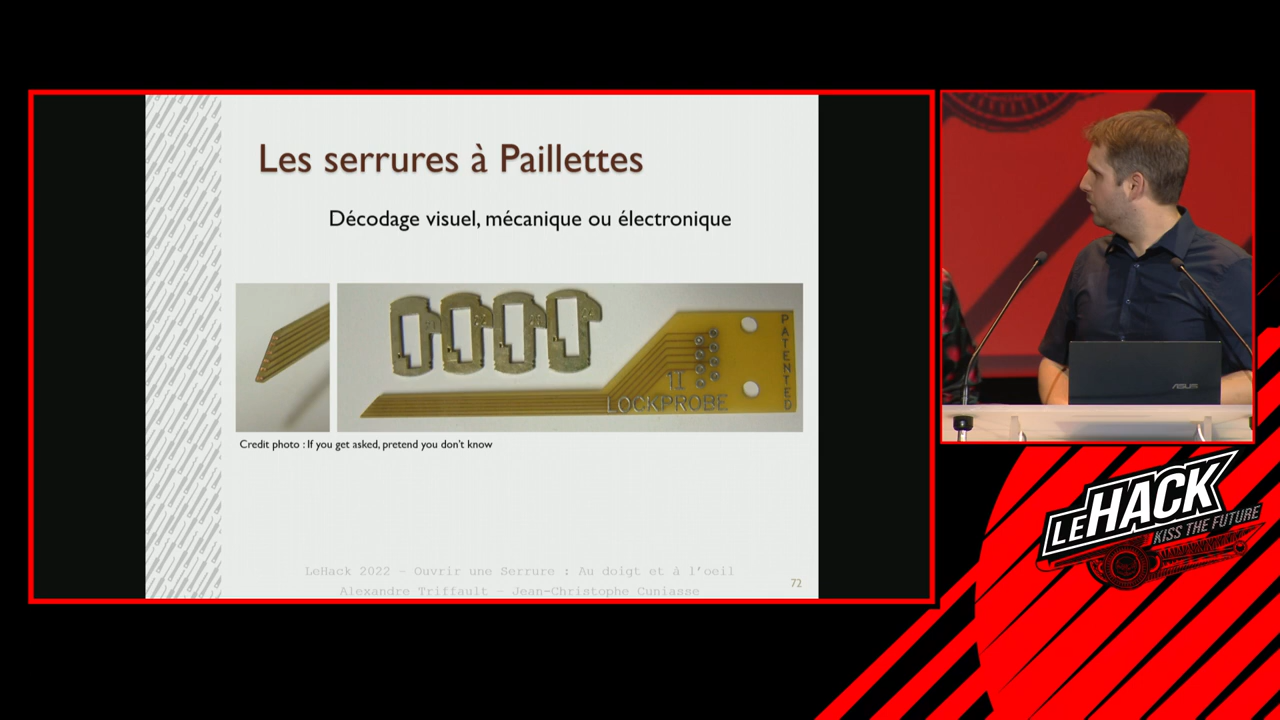 Les serrures à Paillettes
Décodage visuel, mécanique ou électronique
PATENTED
11
LOCKPROBE
Credit photo : If you get asked, pretend you don't know
LeHack 2022 – Ouvrir une Serrure : Au doigt et à l'oeil
Alexandre Triffault – Jean-Christophe Cuniasse
72
ASUS
LEHACK
KISS THE FUTURE